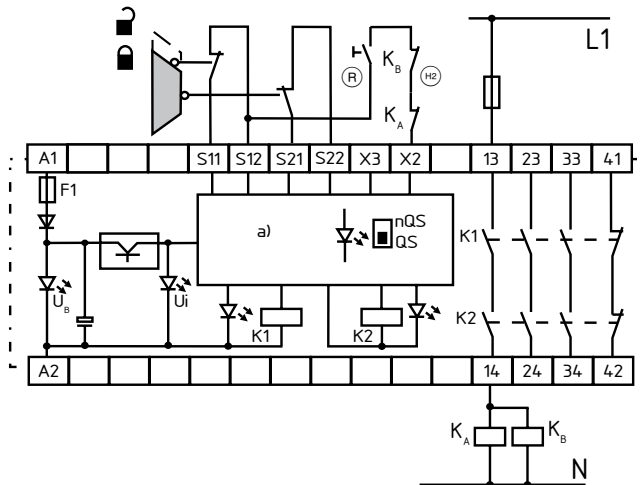 L1
K_B
R
H2
K_A
A1 S11 S12 S21 S22 X3 X2 13 23 33 41
F1
a)
nQS
QS
K1
U_B
Ui
K1
K2
K2
A2 14 24 34 42
K_A
K_B
N